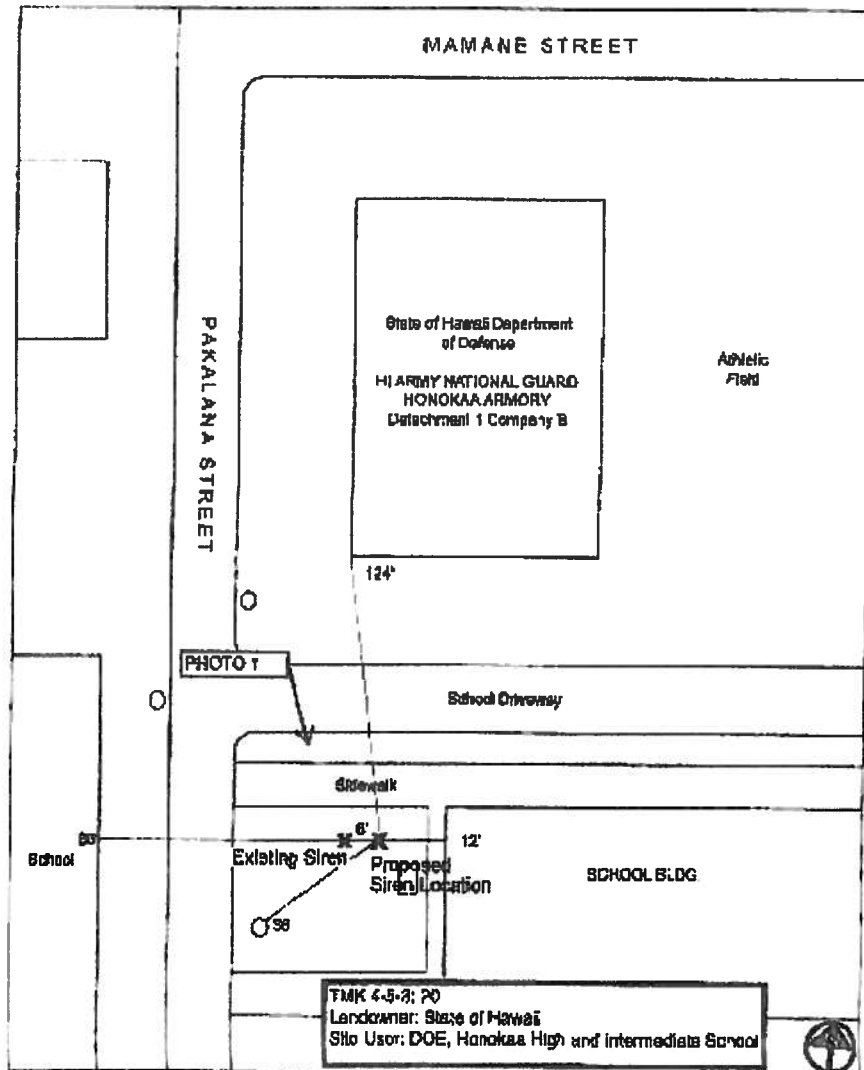 MAMANE STREET
PAKALANA STREET
State of Hawaii Department
of Defense
HI ARMY NATIONAL GUARD
HONOKAA ARMORY
Detachment 1 Company B
Athletic
Field
124'
PHOTO 1
School Driveway
Sidewalk
6'
12'
School
Existing Siren
Proposed
Siren Location
SCHOOL BLDG
TMK 4-5-3: 20
Landowner: State of Hawaii
Site User: DOE, Honokaa High and Intermediate School